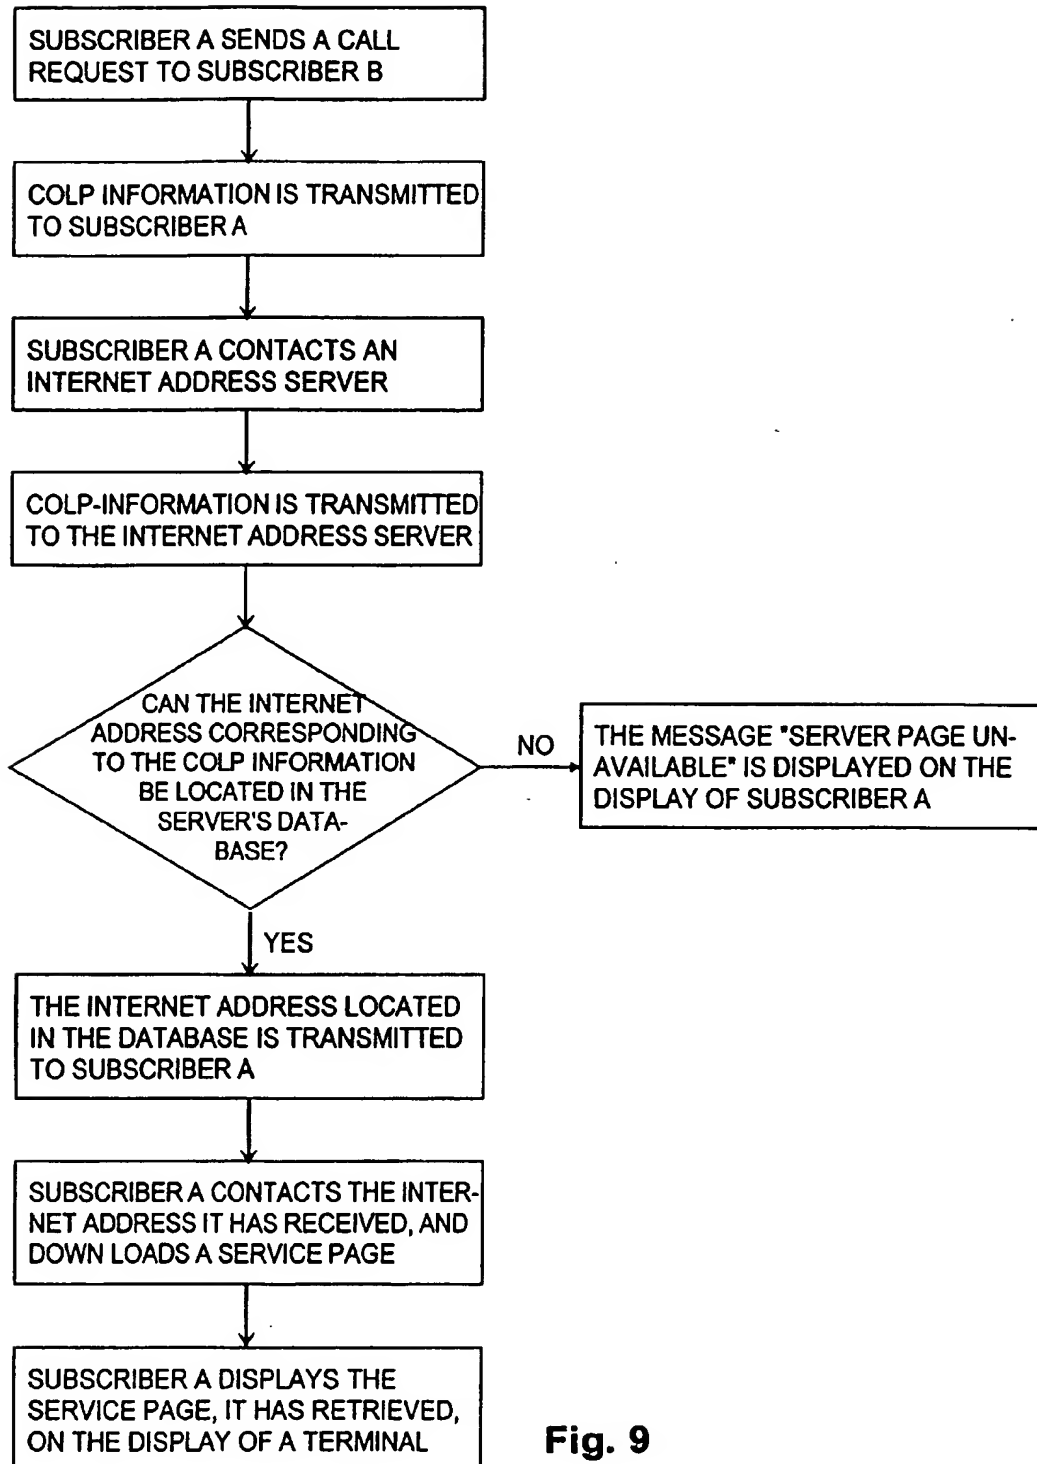 SUBSCRIBER A SENDS A CALL
REQUEST TO SUBSCRIBER B
COLP INFORMATION IS TRANSMITTED
TO SUBSCRIBER A
SUBSCRIBER A CONTACTS AN
INTERNET ADDRESS SERVER
COLP-INFORMATION IS TRANSMITTED
TO THE INTERNET ADDRESS SERVER
CAN THE INTERNET
ADDRESS CORRESPONDING
TO THE COLP INFORMATION
BE LOCATED IN THE
SERVER'S DATA-
BASE?
NO
THE MESSAGE "SERVER PAGE UN-
AVAILABLE" IS DISPLAYED ON THE
DISPLAY OF SUBSCRIBER A
YES
THE INTERNET ADDRESS LOCATED
IN THE DATABASE IS TRANSMITTED
TO SUBSCRIBER A
SUBSCRIBER A CONTACTS THE INTER-
NET ADDRESS IT HAS RECEIVED, AND
DOWN LOADS A SERVICE PAGE
SUBSCRIBER A DISPLAYS THE
SERVICE PAGE, IT HAS RETRIEVED,
ON THE DISPLAY OF A TERMINAL
Fig. 9